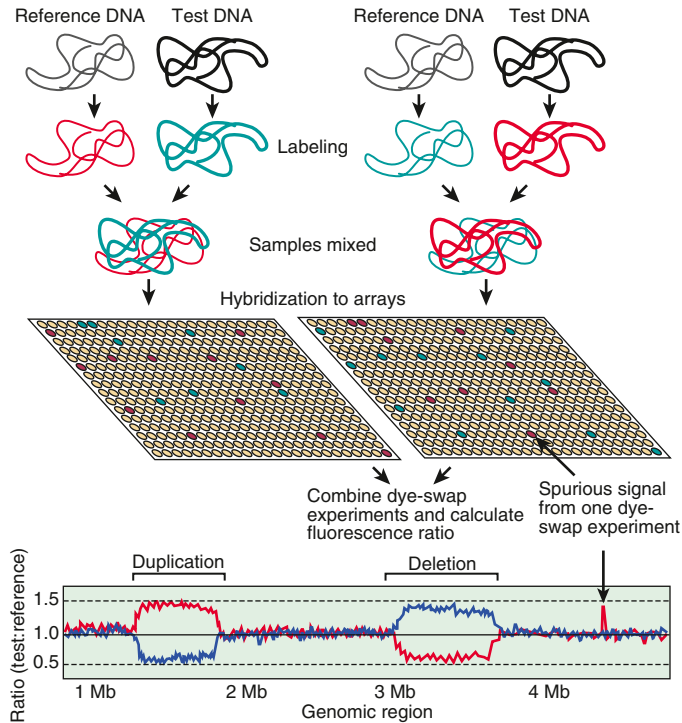 Reference DNA
Test DNA
Reference DNA
Test DNA
Labeling
Samples mixed
Hybridization to arrays
Combine dye-swap
experiments and calculate
fluorescence ratio
Spurious signal
from one dye-
swap experiment
Duplication
Deletion
Ratio (test:reference)
1.5
1.0
0.5
1 Mb
2 Mb
3 Mb
4 Mb
Genomic region